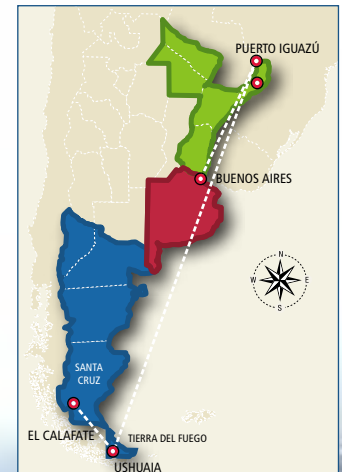 PUERTO IGUAZÚ
BUENOS AIRES
N
W
E
S
SANTA
CRUZ
EL CALAFATE
TIERRA DEL FUEGO
USHUAIA